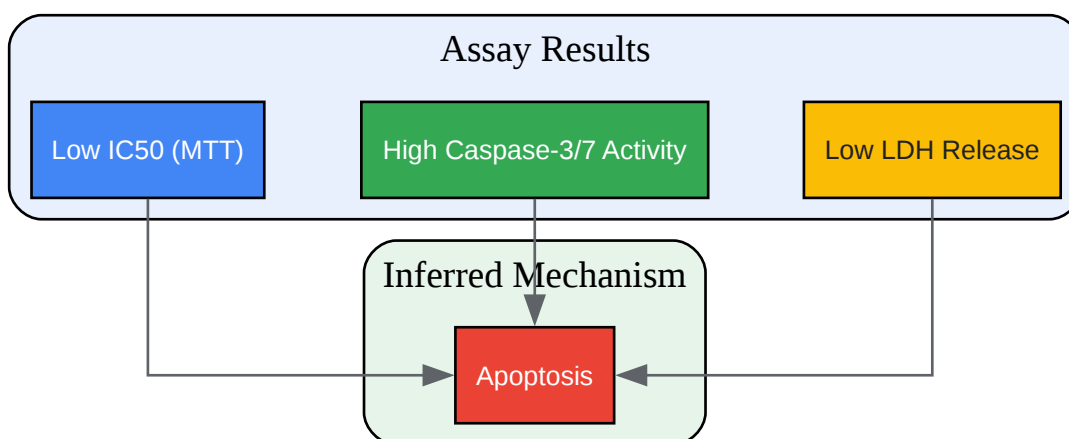 Assay Results
Low IC50 (MTT)
High Caspase-3/7 Activity
Low LDH Release
Inferred Mechanism
Apoptosis